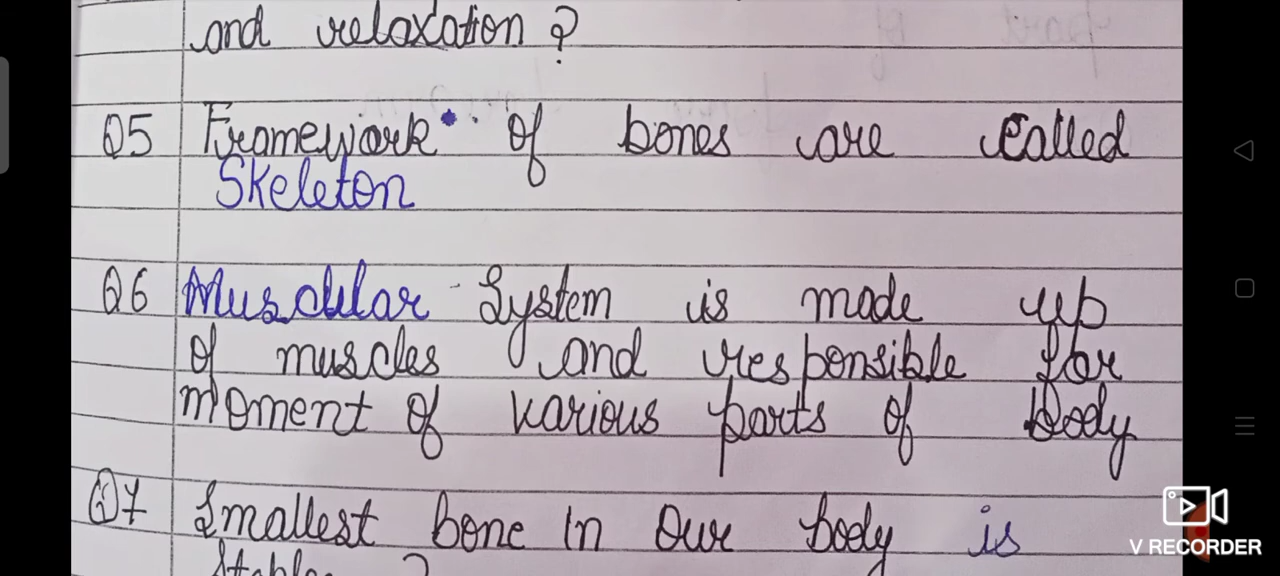 and relaxation ?
Q5 Framework of bones are called
Skeleton
Q6 Muscular System is made up
of muscles and responsible for
moment of various parts of body
Q7 Smallest bone in our body is
?
V RECORDER